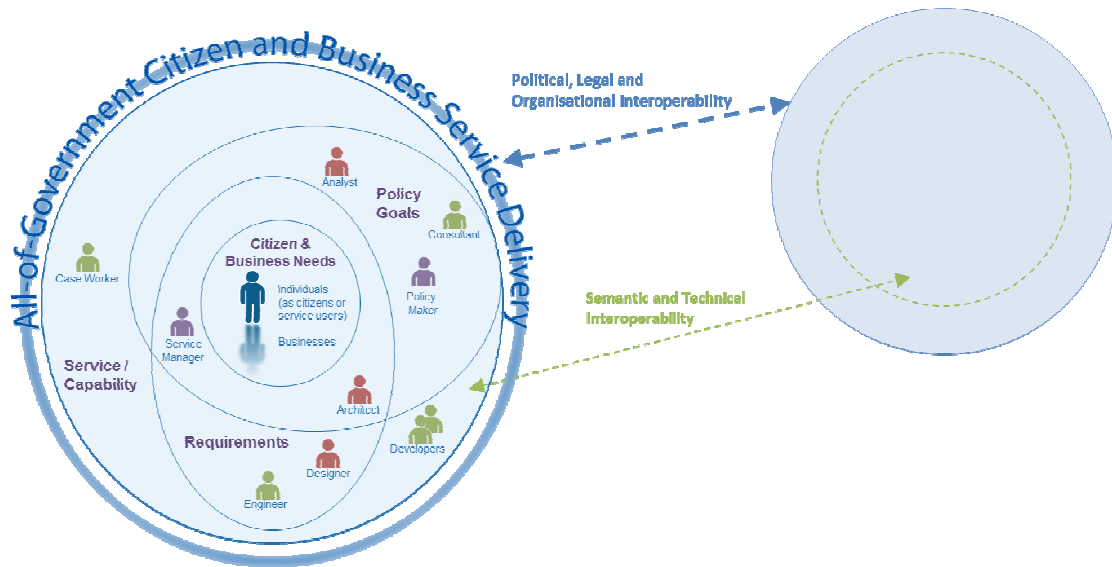 All-of-Government Citizen and Business Service Delivery
Political, Legal and
Organisational Interoperability
Analyst
Policy
Goals
Consultant
Citizen &
Business Needs
Case Worker
Individuals
(as citizens or
service users)
Policy
Maker
Semantic and Technical
Interoperability
Service
Manager
Businesses
Service /
Capability
Architect
Requirements
Developers
Designer
Engineer